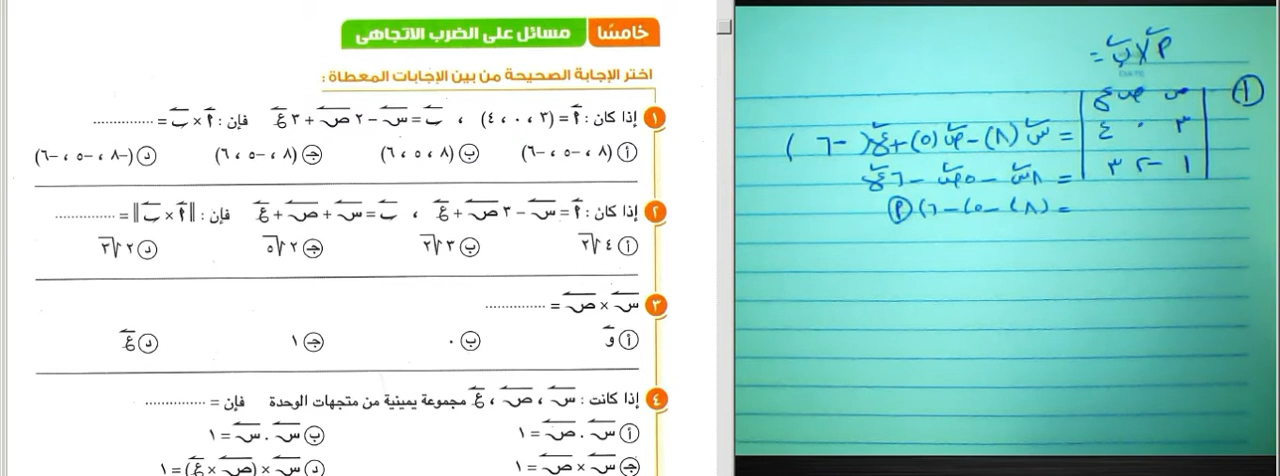 خامسًا مسائل على الضرب الاتجاهى
اختر الإجابة الصحيحة من بين الإجابات المعطاة :
١ إذا كان : أ = (٣ ، ٠ ، ٤) ، ب = س − ٢ ص + ٣ ع فإن : أ × ب = ...............
أ (٨ ، −٥ ، −٦) ب (٨ ، ٥ ، ٦) ج (٨ ، −٥ ، ٦) د (−٨ ، −٥ ، −٦)
٢ إذا كان : أ = س − ٣ ص + ع ، ب = س + ص + ع فإن : ‖أ × ب‖ = ...............
أ ٤√٢ ب ٣√٢ ج ٢√٥ د ٢√٣
٣ س × ص = ...............
أ و ب ٠ ج ١ د ع
٤ إذا كانت : س ، ص ، ع مجموعة يمينية من متجهات الوحدة فإن = ...............
أ س . ص = ١ ب س . س = ١
ج س × ص = ١ د س × (ص × ع) = ١
١ أ × ب =
س ص ع
٣ ٠ ٤ = س (٨) − ص (٥) + ع (−٦)
١ −٢ ٣
= ٨س − ٥ص − ٦ع
= (٨، −٥، −٦) أ